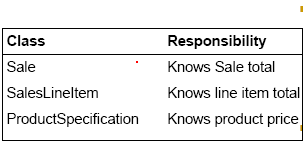 Class Responsibility
Sale Knows Sale total
SalesLineItem Knows line item total
ProductSpecification Knows product price